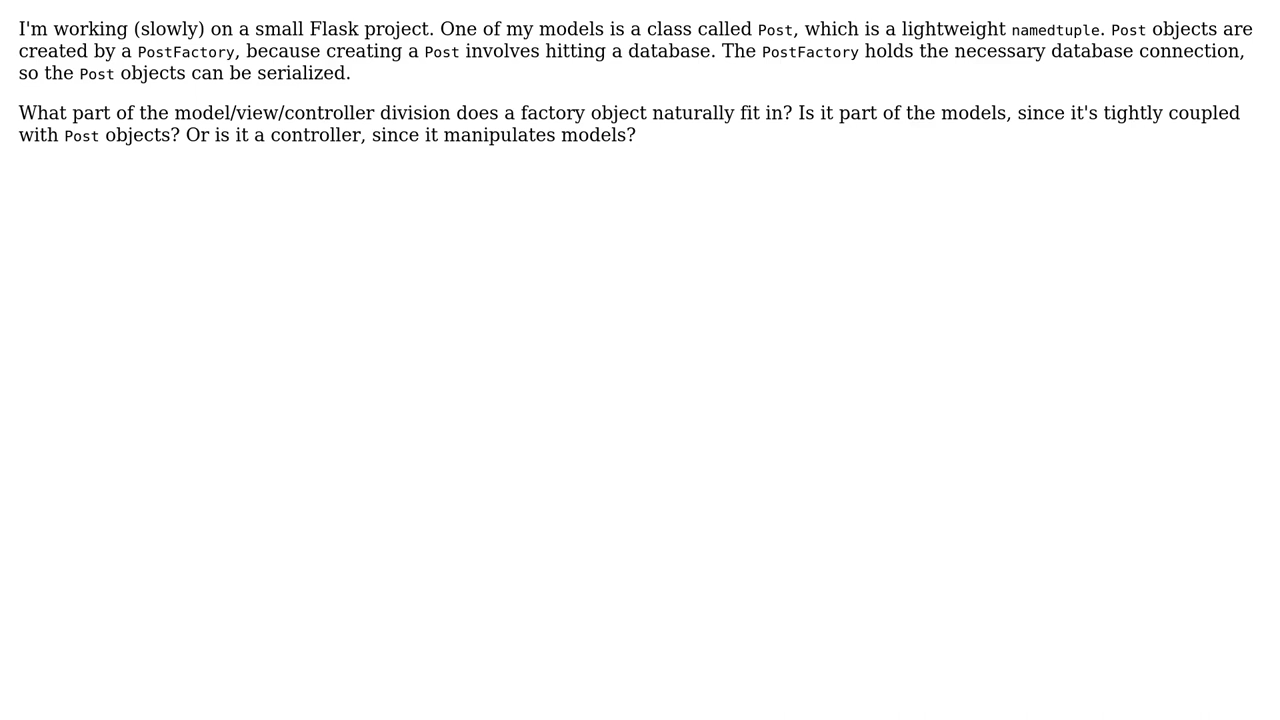 I'm working (slowly) on a small Flask project. One of my models is a class called Post, which is a lightweight namedtuple. Post objects are
created by a PostFactory, because creating a Post involves hitting a database. The PostFactory holds the necessary database connection,
so the Post objects can be serialized.
What part of the model/view/controller division does a factory object naturally fit in? Is it part of the models, since it's tightly coupled
with Post objects? Or is it a controller, since it manipulates models?